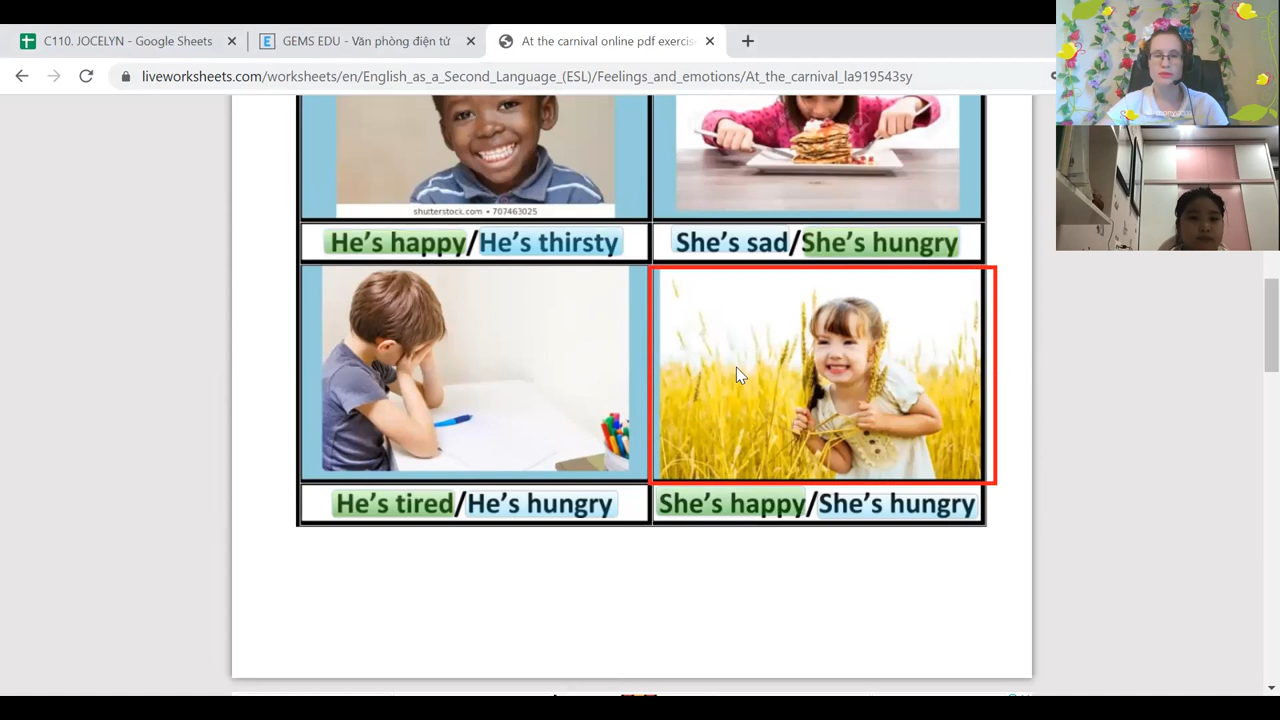 C110. JOCELYN - Google Sheets
GEMS EDU - Văn phòng điện tử
At the carnival online pdf exercis
liveworksheets.com/worksheets/en/English_as_a_Second_Language_(ESL)/Feelings_and_emotions/At_the_carnival_la919543sy
shutterstock.com • 707463025
He's happy/He's thirsty
She's sad/She's hungry
He's tired/He's hungry
She's happy/She's hungry